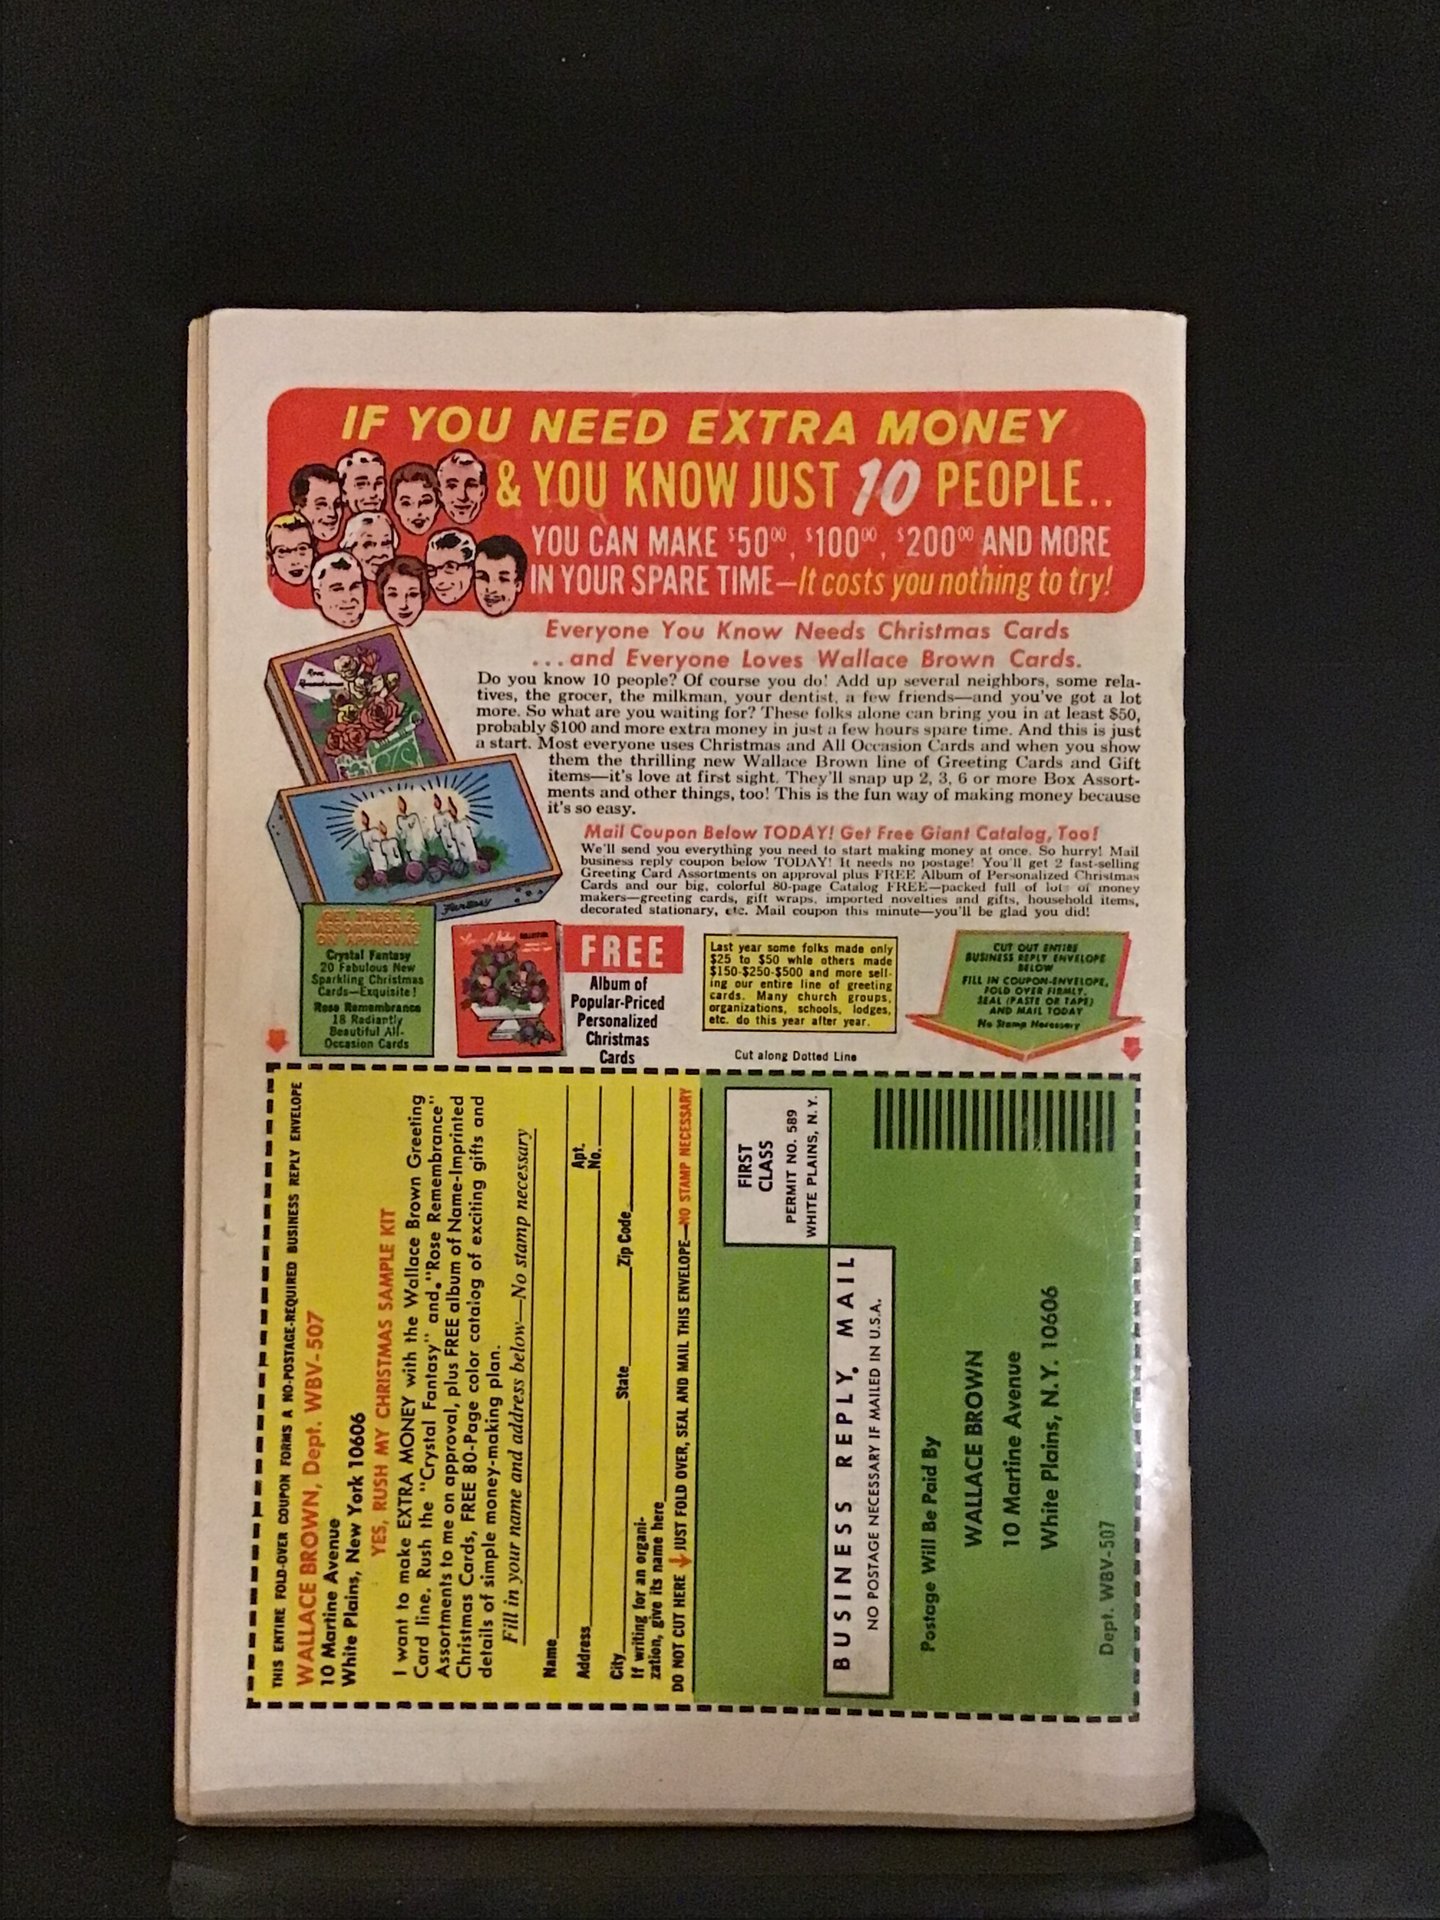 IF YOU NEED EXTRA MONEY
& YOU KNOW JUST 10 PEOPLE..
YOU CAN MAKE $50⁰⁰, $100⁰⁰, $200⁰⁰ AND MORE
IN YOUR SPARE TIME—It costs you nothing to try!
Everyone You Know Needs Christmas Cards
...and Everyone Loves Wallace Brown Cards.
Do you know 10 people? Of course you do! Add up several neighbors, some rela-
tives, the grocer, the milkman, your dentist, a few friends—and you've got a lot
more. So what are you waiting for? These folks alone can bring you in at least $50,
probably $100 and more extra money in just a few hours spare time. And this is just
a start. Most everyone uses Christmas and All Occasion Cards and when you show
them the thrilling new Wallace Brown line of Greeting Cards and Gift
items—it's love at first sight. They'll snap up 2, 3, 6 or more Box Assort-
ments and other things, too! This is the fun way of making money because
it's so easy.
Mail Coupon Below TODAY! Get Free Giant Catalog, Too!
We'll send you everything you need to start making money at once. So hurry! Mail
business reply coupon below TODAY! It needs no postage! You'll get 2 fast-selling
Greeting Card Assortments on approval plus FREE Album of Personalized Christmas
Cards and our big, colorful 80-page Catalog FREE—packed full of lots of money
makers—greeting cards, gift wraps, imported novelties and gifts, household items,
decorated stationary, etc. Mail coupon this minute—you'll be glad you did!
Rose
Remembrance
Fantasy
GET THESE 2
ASSORTMENTS
ON APPROVAL
Crystal Fantasy
20 Fabulous New
Sparkling Christmas
Cards—Exquisite!
Rose Remembrance
18 Radiantly
Beautiful All-
Occasion Cards
FREE
Album of
Popular-Priced
Personalized
Christmas
Cards
Last year some folks made only
$25 to $50 while others made
$150-$250-$500 and more sell-
ing our entire line of greeting
cards. Many church groups,
organizations, schools, lodges,
etc. do this year after year.
CUT OUT ENTIRE
BUSINESS REPLY ENVELOPE
BELOW
FILL IN COUPON-ENVELOPE,
FOLD OVER FIRMLY,
SEAL (PASTE OR TAPE)
AND MAIL TODAY
No Stamp Necessary
Cut along Dotted Line
THIS ENTIRE FOLD-OVER COUPON FORMS A NO-POSTAGE-REQUIRED BUSINESS REPLY ENVELOPE
WALLACE BROWN, Dept. WBV-507
10 Martine Avenue
White Plains, New York 10606
YES, RUSH MY CHRISTMAS SAMPLE KIT
I want to make EXTRA MONEY with the Wallace Brown Greeting
Card line. Rush the "Crystal Fantasy" and "Rose Remembrance"
Assortments to me on approval, plus FREE album of Name-Imprinted
Christmas Cards, FREE 80-Page color catalog of exciting gifts and
details of simple money-making plan.
Fill in your name and address below—No stamp necessary
Name
Address Apt. No.
City State Zip Code
If writing for an organi-
zation, give its name here
DO NOT CUT HERE JUST FOLD OVER, SEAL AND MAIL THIS ENVELOPE—NO STAMP NECESSARY
FIRST
CLASS
PERMIT NO. 589
WHITE PLAINS, N.Y.
BUSINESS REPLY MAIL
NO POSTAGE NECESSARY IF MAILED IN U.S.A.
Postage Will Be Paid By
WALLACE BROWN
10 Martine Avenue
White Plains, N.Y. 10606
Dept. WBV-507